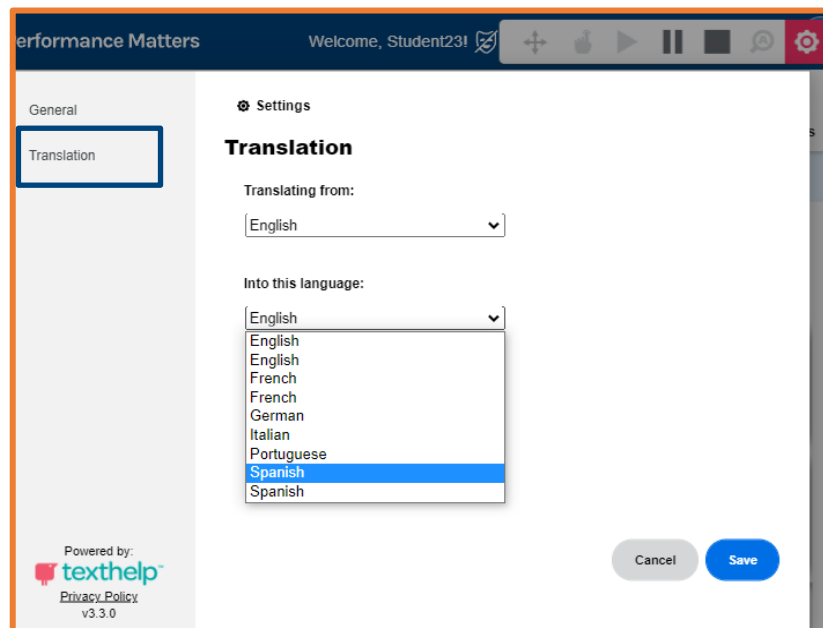 erformance Matters
Welcome, Student23!
General
Translation
Settings
Translation
Translating from:
English
Into this language:
English
English
English
French
French
German
Italian
Portuguese
Spanish
Spanish
s
Cancel
Save
Powered by:
texthelp
Privacy Policy
v3.3.0